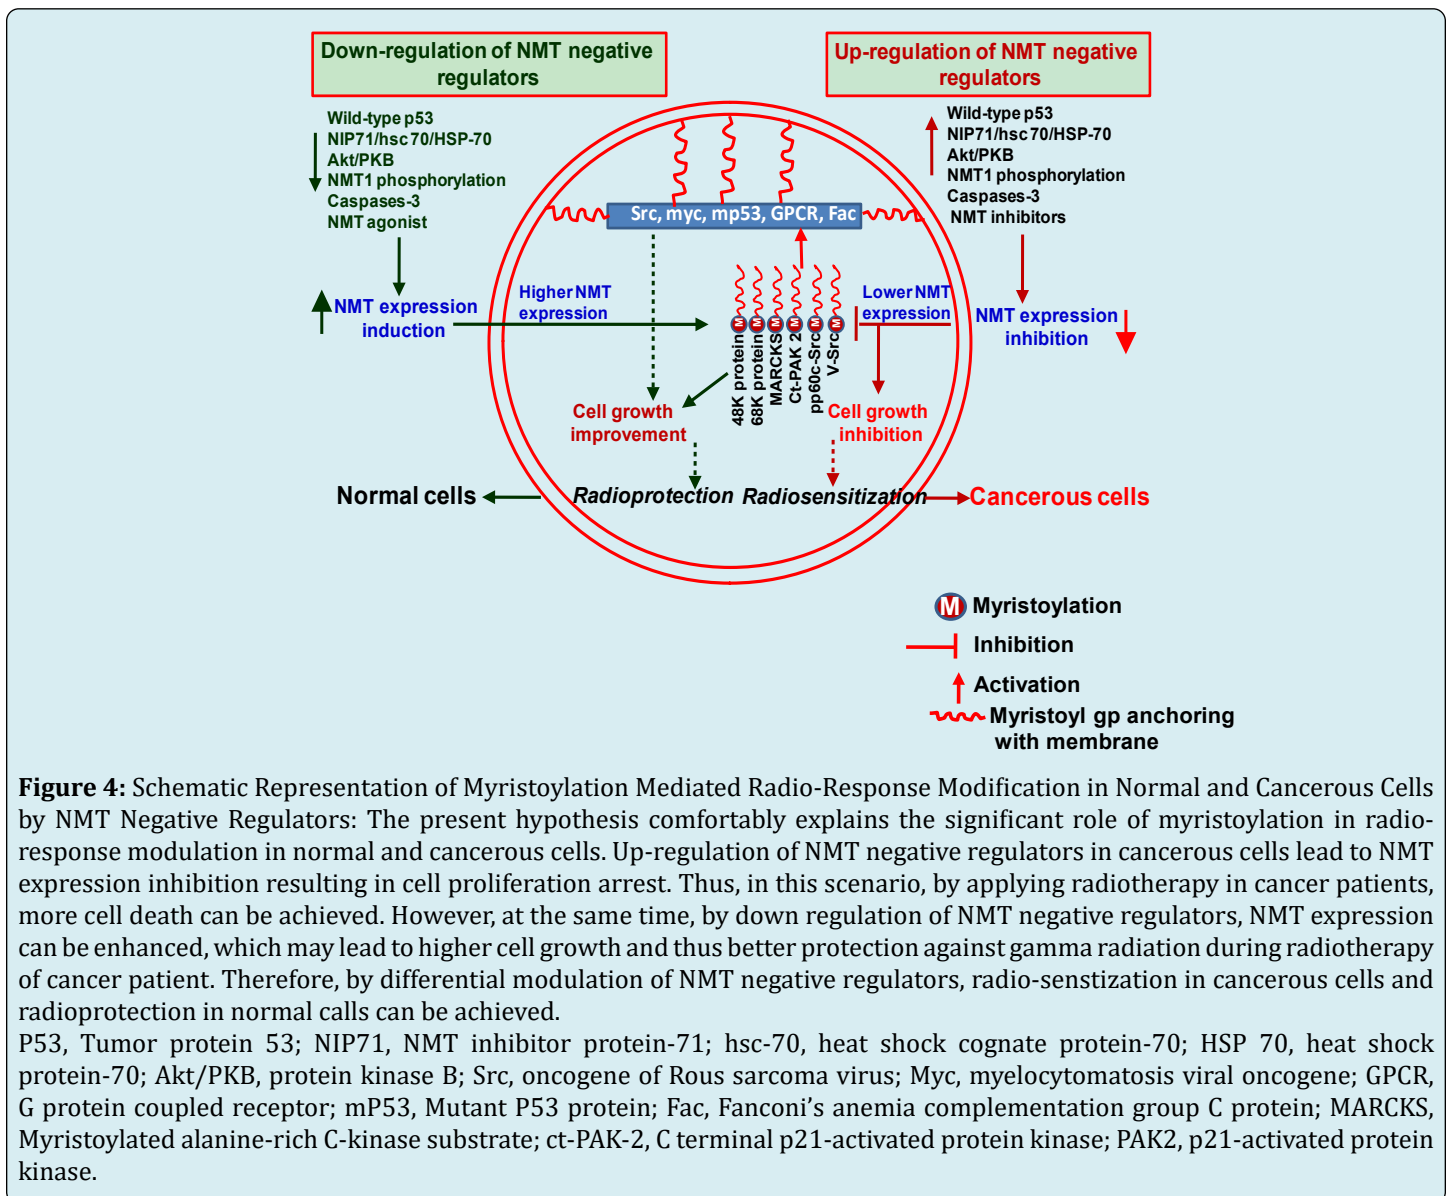 Down-regulation of NMT negative
regulators
Up-regulation of NMT negative
regulators
Wild-type p53
NIP71/hsc 70/HSP-70
Akt/PKB
NMT1 phosphorylation
Caspases-3
NMT agonist
Wild-type p53
NIP71/hsc 70/HSP-70
Akt/PKB
NMT1 phosphorylation
Caspases-3
NMT inhibitors
Src, myc, mp53, GPCR, Fac
NMT expression
induction
Higher NMT
expression
M M M M M M
48K protein
68K protein
MARCKS
Ct-PAK 2
pp60c-Src
V-Src
Lower NMT
expression
NMT expression
inhibition
Cell growth
improvement
Cell growth
inhibition
Normal cells
Radioprotection
Radiosensitization
Cancerous cells
M Myristoylation
Inhibition
Activation
Myristoyl gp anchoring
with membrane
Figure 4: Schematic Representation of Myristoylation Mediated Radio-Response Modification in Normal and Cancerous Cells
by NMT Negative Regulators: The present hypothesis comfortably explains the significant role of myristoylation in radio-
response modulation in normal and cancerous cells. Up-regulation of NMT negative regulators in cancerous cells lead to NMT
expression inhibition resulting in cell proliferation arrest. Thus, in this scenario, by applying radiotherapy in cancer patients,
more cell death can be achieved. However, at the same time, by down regulation of NMT negative regulators, NMT expression
can be enhanced, which may lead to higher cell growth and thus better protection against gamma radiation during radiotherapy
of cancer patient. Therefore, by differential modulation of NMT negative regulators, radio-senstization in cancerous cells and
radioprotection in normal calls can be achieved.
P53, Tumor protein 53; NIP71, NMT inhibitor protein-71; hsc-70, heat shock cognate protein-70; HSP 70, heat shock
protein-70; Akt/PKB, protein kinase B; Src, oncogene of Rous sarcoma virus; Myc, myelocytomatosis viral oncogene; GPCR,
G protein coupled receptor; mP53, Mutant P53 protein; Fac, Fanconi’s anemia complementation group C protein; MARCKS,
Myristoylated alanine-rich C-kinase substrate; ct-PAK-2, C terminal p21-activated protein kinase; PAK2, p21-activated protein
kinase.